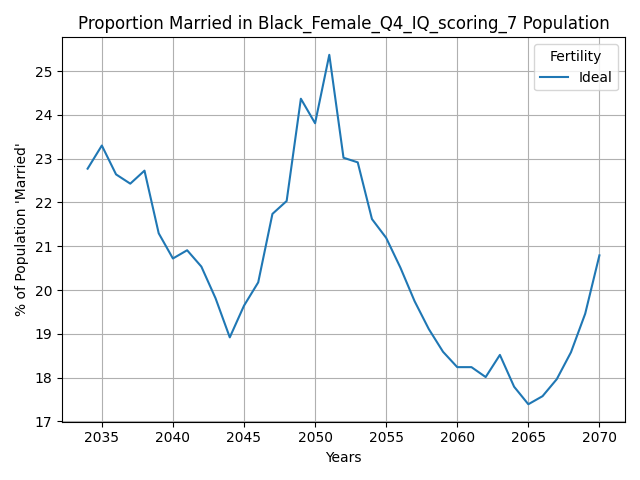 Proportion Married in Black_Female_Q4_IQ_scoring_7 Population
Fertility
Ideal
% of Population 'Married'
25
24
23
22
21
20
19
18
17
2035 2040 2045 2050 2055 2060 2065 2070
Years